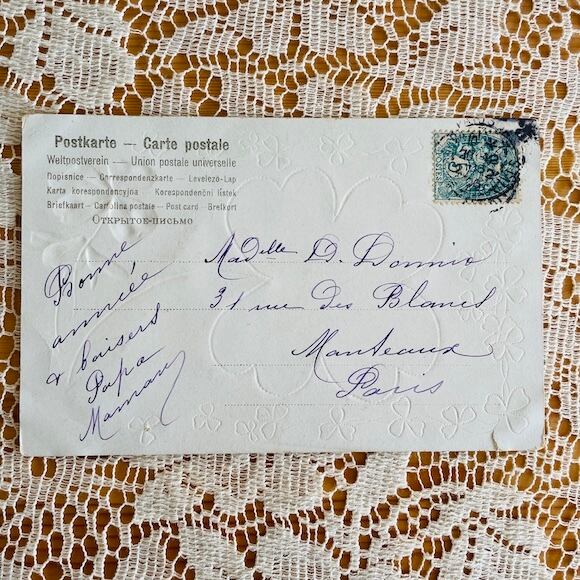 Postkarte — Carte postale
Weltpostverein — Union postale universelle
Dopisnice — Correspondenzkarte — Levelező-Lap
Karta korespondencyjna Korespondenční lístek
Briefkaart — Cartolina postale — Post card — Brefkort
Открытое-письмо
Bonne
année
& baisers
Papa
Maman
Madelle D. Donnio
31 rue des Blancs
Manteaux
Paris
5